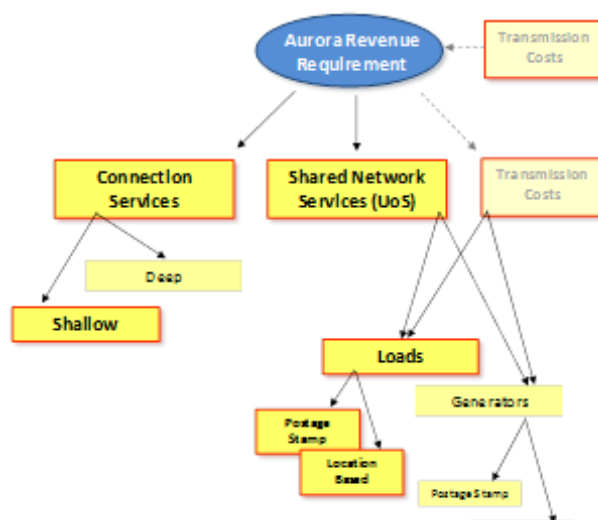 Aurora Revenue
Requirement
Transmission
Costs
Connection
Services
Shared Network
Services (UoS)
Transmission
Costs
Deep
Shallow
Loads
Generators
Postage
Stamp
Location
Based
Postage Stamp